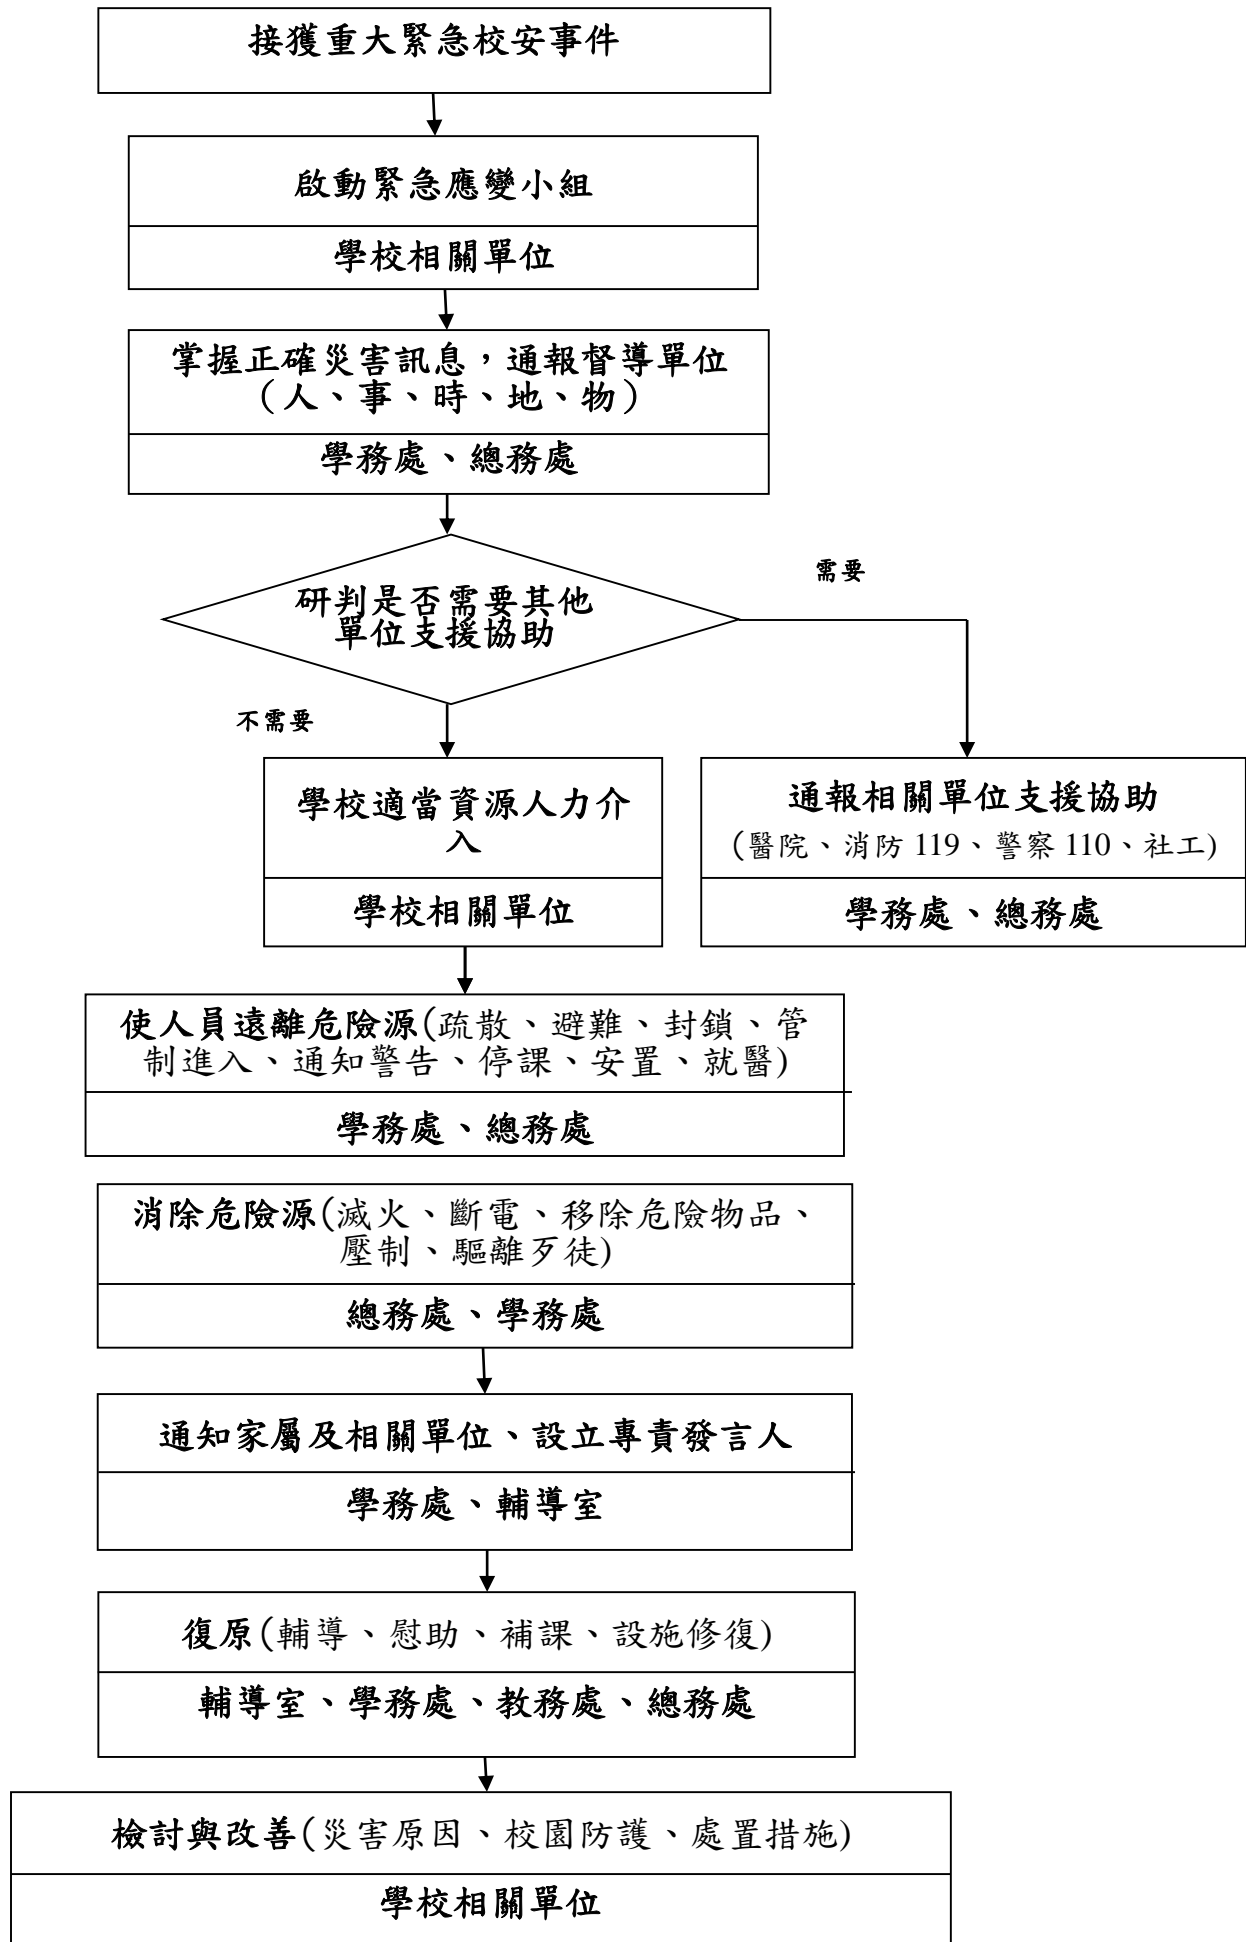 接獲重大緊急校安事件
啟動緊急應變小組
學校相關單位
掌握正確災害訊息，通報督導單位
（人、事、時、地、物）
學務處、總務處
研判是否需要其他
單位支援協助
需要
不需要
學校適當資源人力介
入
學校相關單位
通報相關單位支援協助
(醫院、消防 119、警察 110、社工)
學務處、總務處
使人員遠離危險源(疏散、避難、封鎖、管
制進入、通知警告、停課、安置、就醫)
學務處、總務處
消除危險源(滅火、斷電、移除危險物品、
壓制、驅離歹徒)
總務處、學務處
通知家屬及相關單位、設立專責發言人
學務處、輔導室
復原(輔導、慰助、補課、設施修復)
輔導室、學務處、教務處、總務處
檢討與改善(災害原因、校園防護、處置措施)
學校相關單位